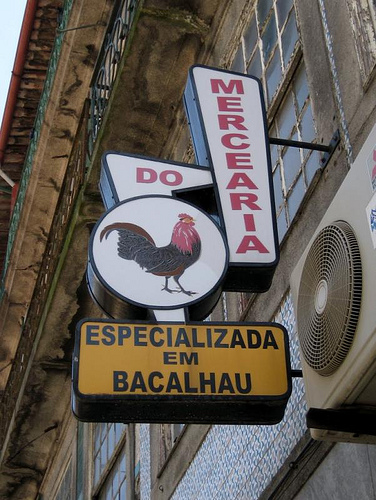 MERCEARIA
DO
ESPECIALIZADA
EM
BACALHAU